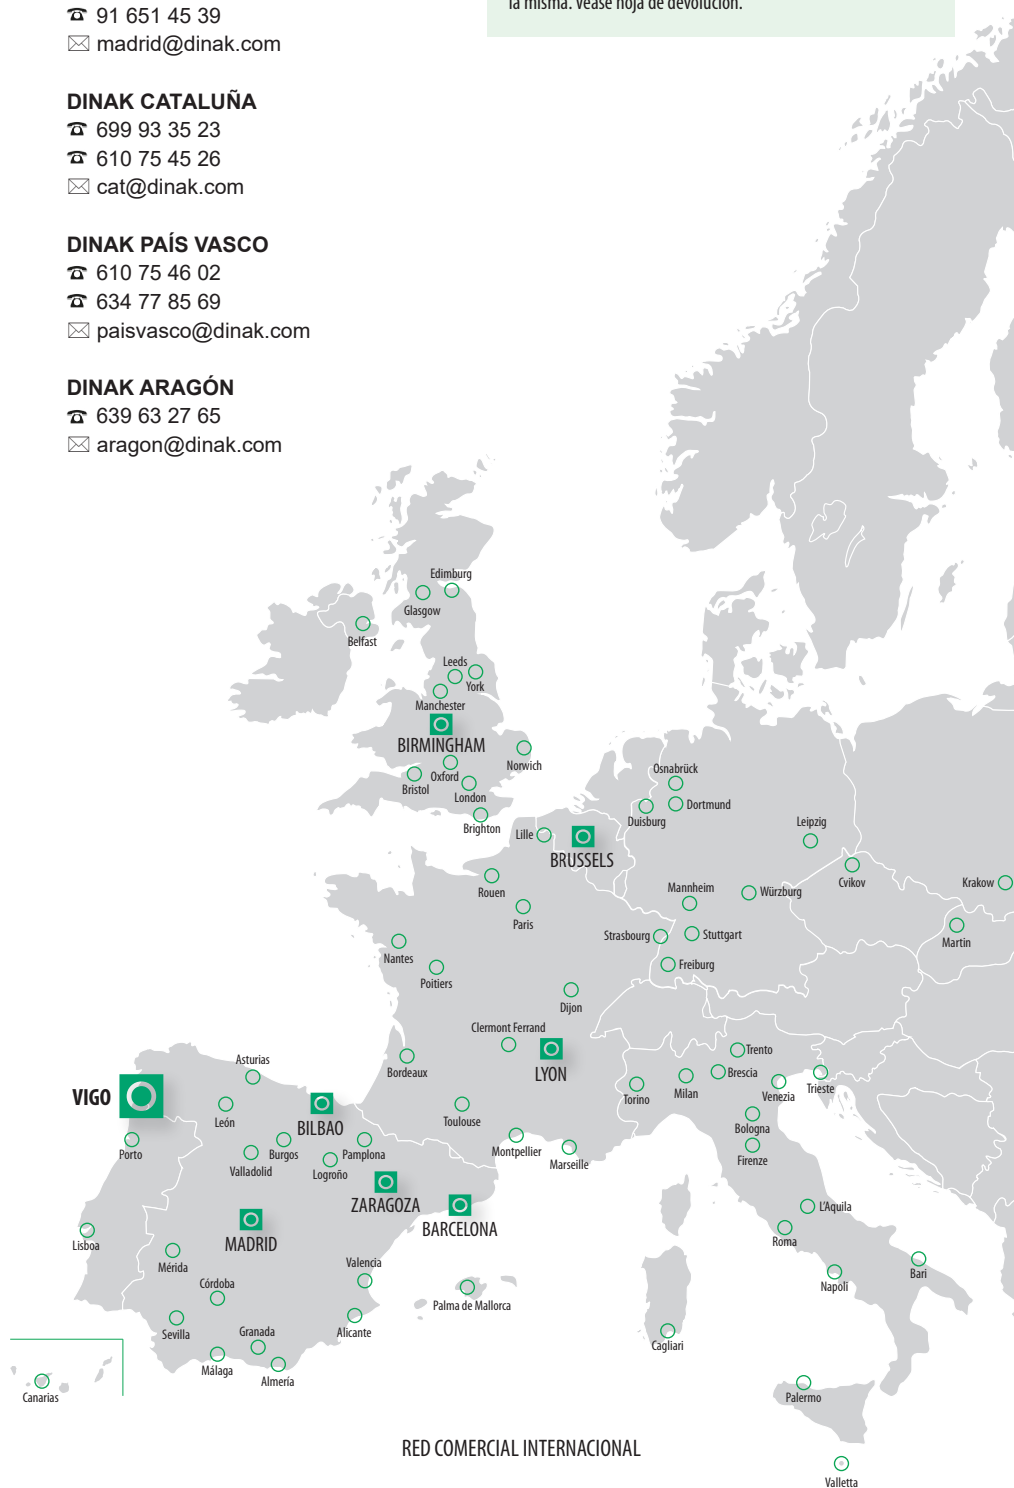 91 651 45 39
madrid@dinak.com
la misma. Véase hoja de devolución.
DINAK CATALUÑA
699 93 35 23
610 75 45 26
cat@dinak.com
DINAK PAÍS VASCO
610 75 46 02
634 77 85 69
paisvasco@dinak.com
DINAK ARAGÓN
639 63 27 65
aragon@dinak.com
Edimburg
Glasgow
Belfast
Leeds
York
Manchester
BIRMINGHAM
Norwich
Oxford
Bristol
London
Brighton
Osnabrück
Dortmund
Duisburg
Leipzig
Lille
BRUSSELS
Cvikov
Krakow
Rouen
Mannheim
Würzburg
Paris
Strasbourg
Stuttgart
Martin
Nantes
Freiburg
Poitiers
Dijon
Clermont Ferrand
LYON
Bordeaux
Trento
Brescia
Torino
Milan
Venezia
Trieste
Asturias
VIGO
León
BILBAO
Toulouse
Bologna
Porto
Burgos
Pamplona
Montpellier
Marseille
Firenze
Valladolid
Logroño
ZARAGOZA
BARCELONA
L'Aquila
Lisboa
MADRID
Roma
Mérida
Valencia
Napoli
Bari
Córdoba
Palma de Mallorca
Sevilla
Granada
Alicante
Cagliari
Málaga
Almería
Canarias
Palermo
RED COMERCIAL INTERNACIONAL
Valletta